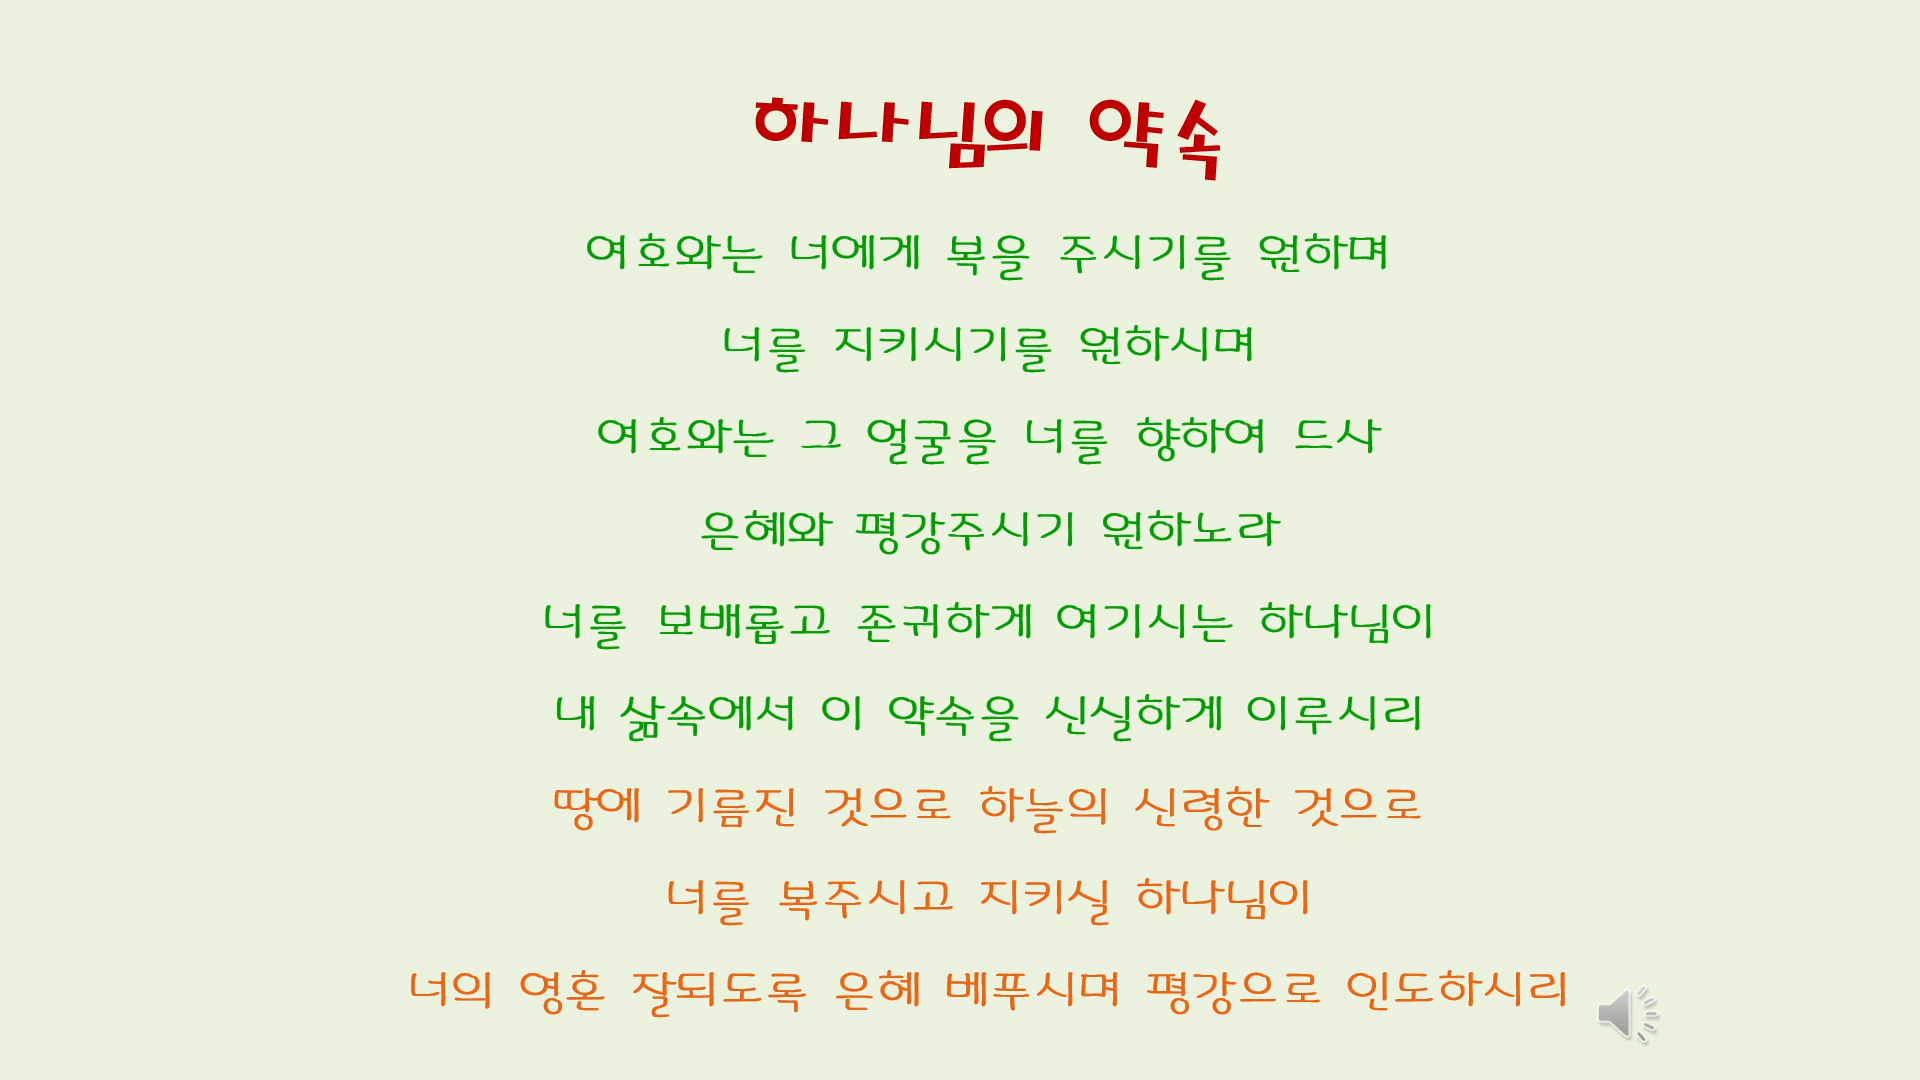 하나님의 약속
여호와는 너에게 복을 주시기를 원하며
너를 지키시기를 원하시며
여호와는 그 얼굴을 너를 향하여 드사
은혜와 평강주시기 원하노라
너를 보배롭고 존귀하게 여기시는 하나님이
내 삶속에서 이 약속을 신실하게 이루시리
땅에 기름진 것으로 하늘의 신령한 것으로
너를 복주시고 지키실 하나님이
너의 영혼 잘되도록 은혜 베푸시며 평강으로 인도하시리